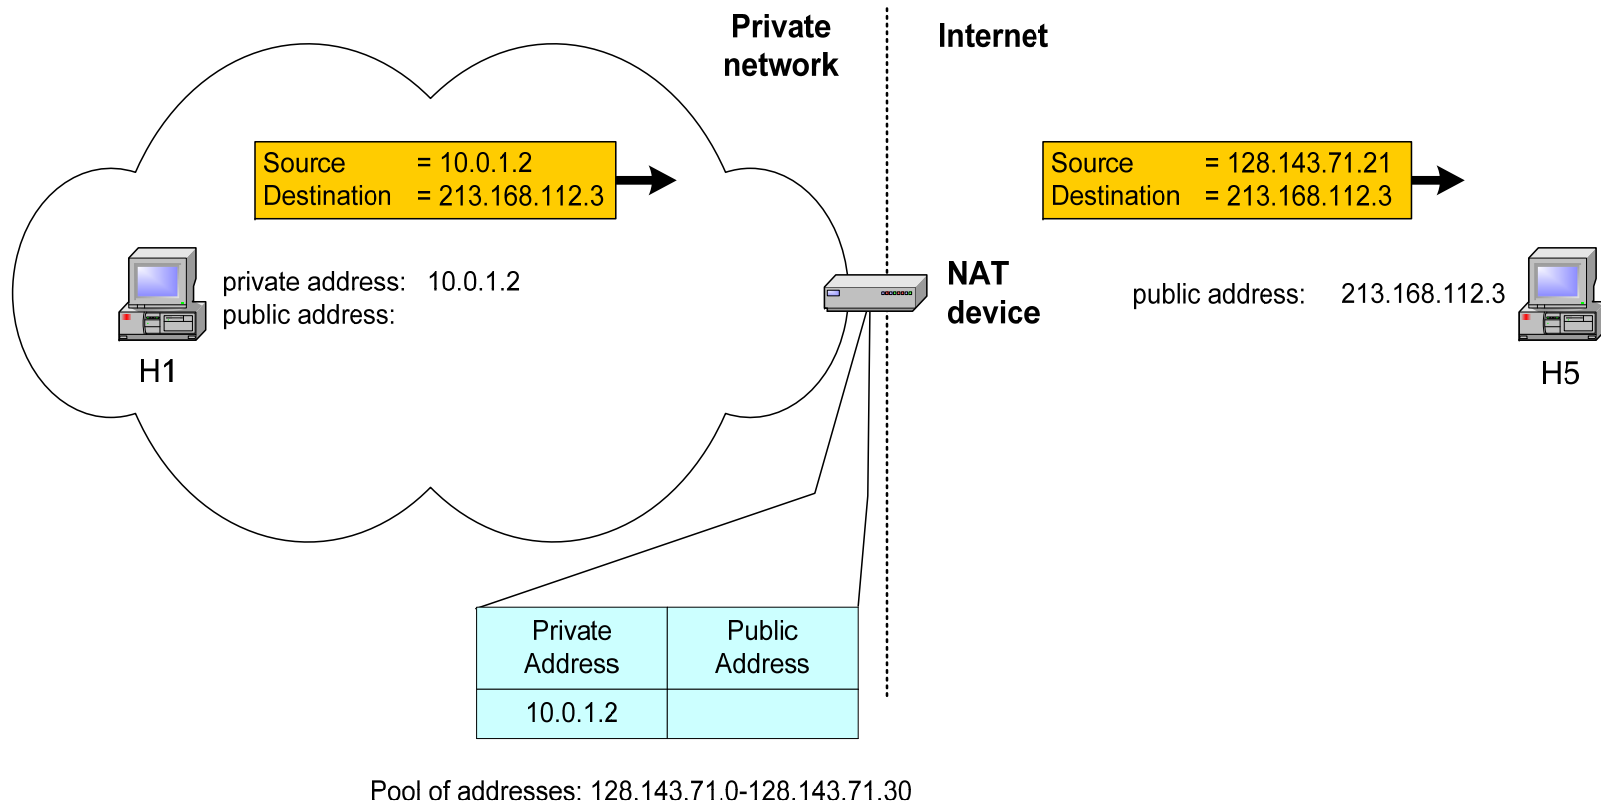 Private
network
Internet
Source = 10.0.1.2
Destination = 213.168.112.3
Source = 128.143.71.21
Destination = 213.168.112.3
private address: 10.0.1.2
public address:
H1
NAT
device
public address: 213.168.112.3
H5
Private
Address
Public
Address
10.0.1.2
Pool of addresses: 128.143.71.0-128.143.71.30